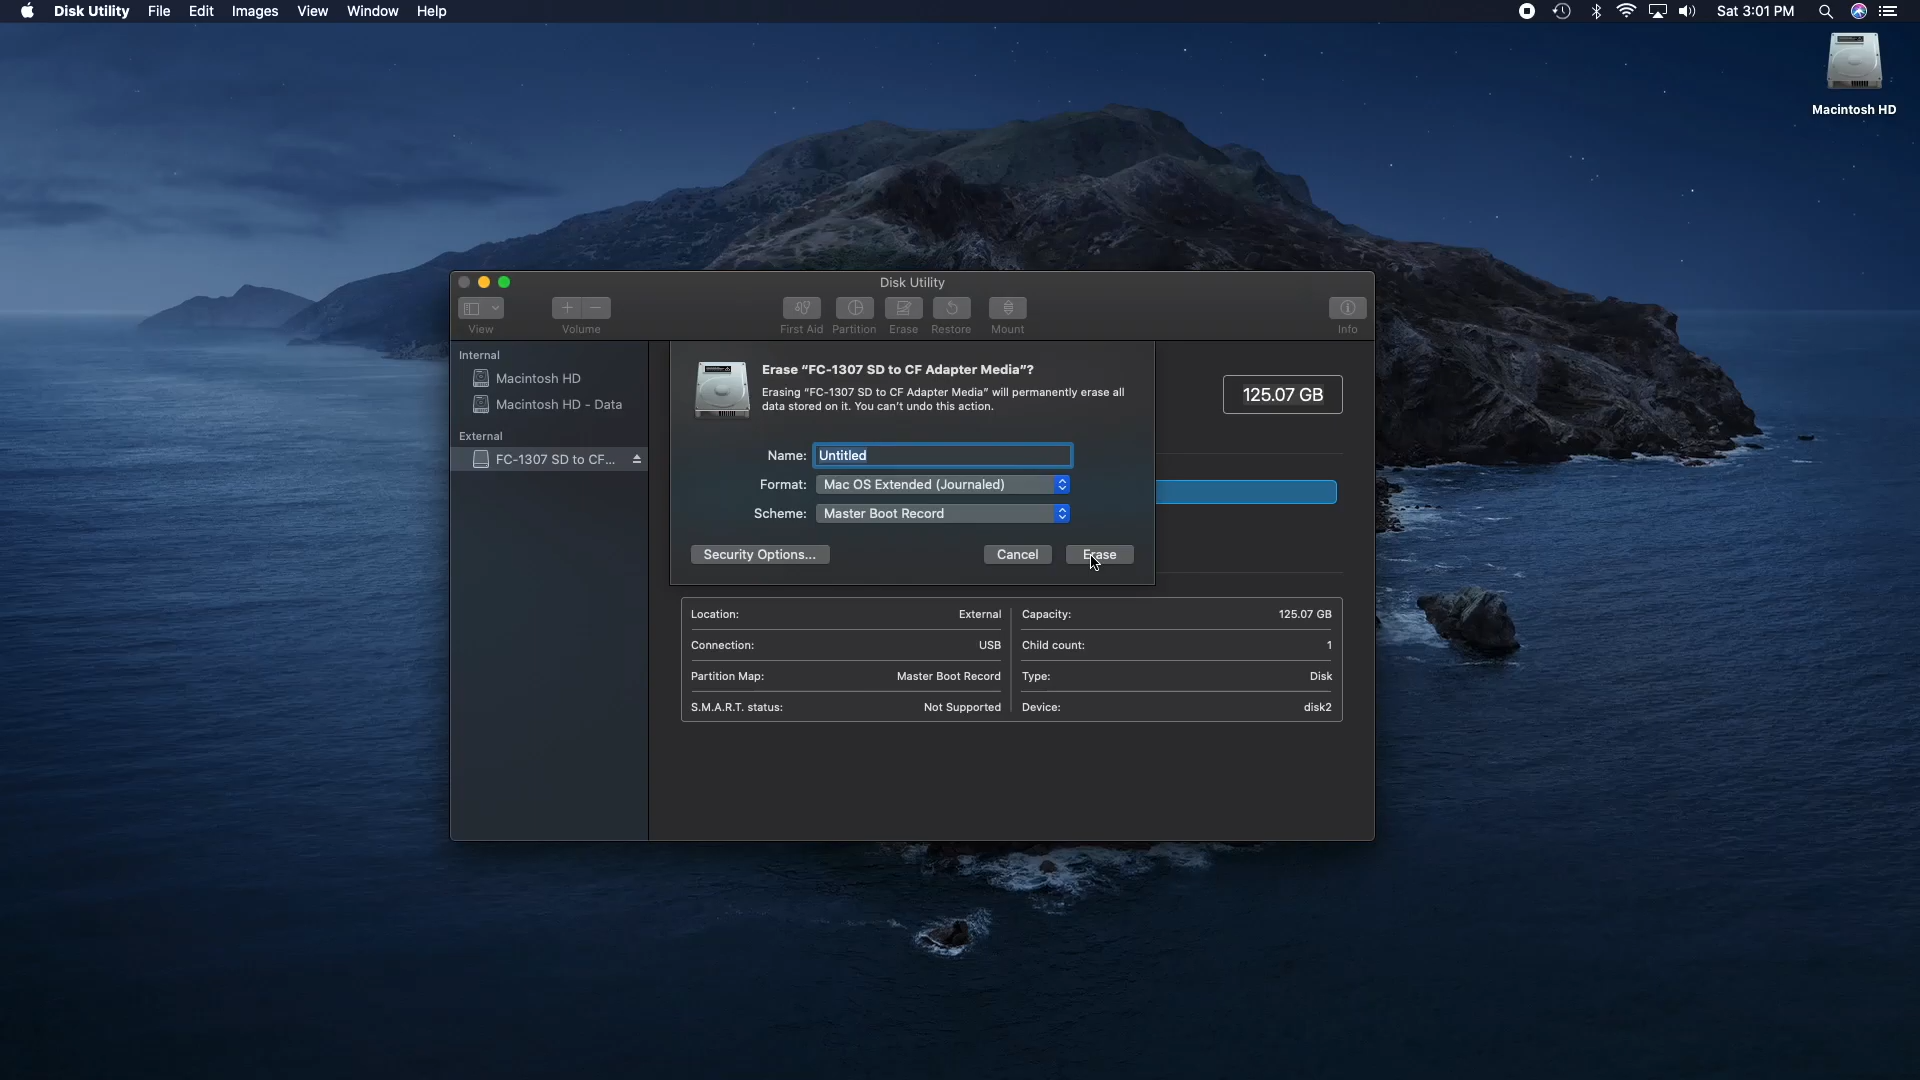 Disk Utility File Edit Images View Window Help
Sat 3:01 PM
Macintosh HD
Disk Utility
View Volume First Aid Partition Erase Restore Mount Info
Internal
Macintosh HD
Macintosh HD - Data
External
FC-1307 SD to CF...
Erase “FC-1307 SD to CF Adapter Media”?
Erasing “FC-1307 SD to CF Adapter Media” will permanently erase all
data stored on it. You can’t undo this action.
125.07 GB
Name: Untitled
Format: Mac OS Extended (Journaled)
Scheme: Master Boot Record
Security Options... Cancel Erase
Location: External Capacity: 125.07 GB
Connection: USB Child count: 1
Partition Map: Master Boot Record Type: Disk
S.M.A.R.T. status: Not Supported Device: disk2